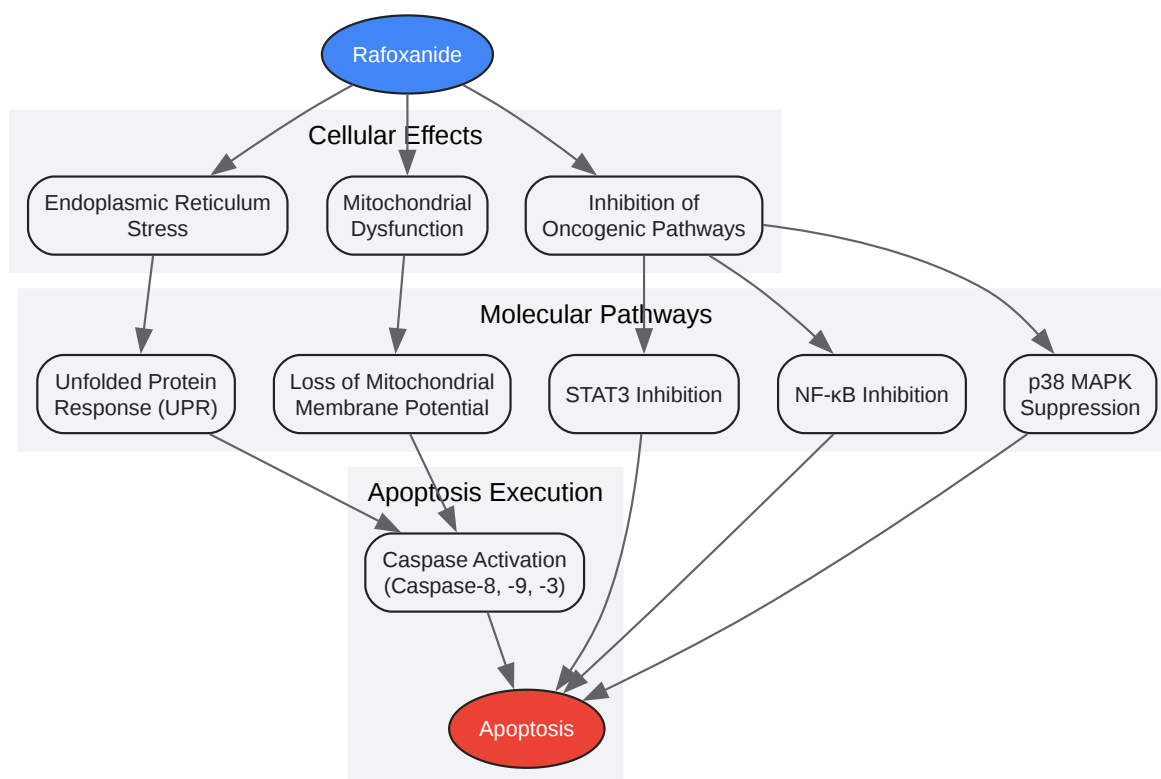 Rafoxanide
Cellular Effects
Endoplasmic Reticulum
Stress
Mitochondrial
Dysfunction
Inhibition of
Oncogenic Pathways
Molecular Pathways
Unfolded Protein
Response (UPR)
Loss of Mitochondrial
Membrane Potential
STAT3 Inhibition
NF-κB Inhibition
p38 MAPK
Suppression
Apoptosis Execution
Caspase Activation
(Caspase-8, -9, -3)
Apoptosis